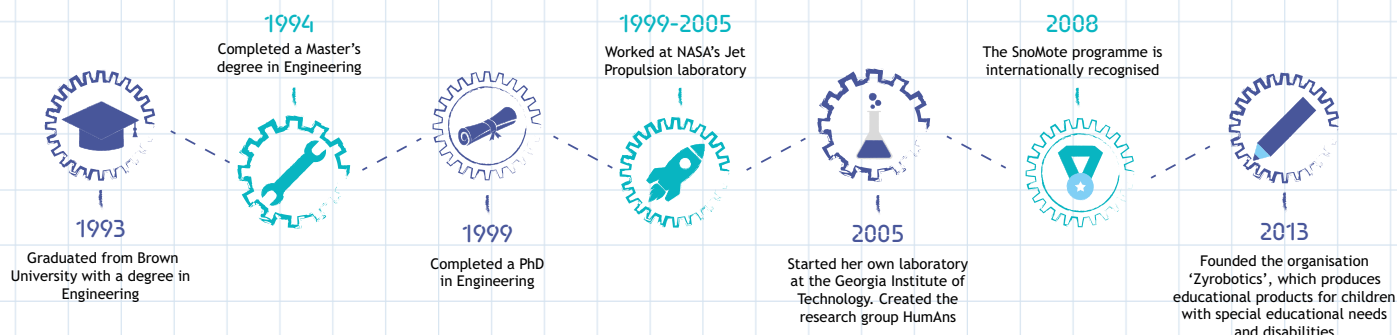 1993
Graduated from Brown
University with a degree in
Engineering
1994
Completed a Master's
degree in Engineering
1999
Completed a PhD
in Engineering
1999-2005
Worked at NASA's Jet
Propulsion laboratory
2005
Started her own laboratory
at the Georgia Institute of
Technology. Created the
research group HumAns
2008
The SnoMote programme is
internationally recognised
2013
Founded the organisation
‘Zyrobotics’, which produces
educational products for children
with special educational needs
and disabilities